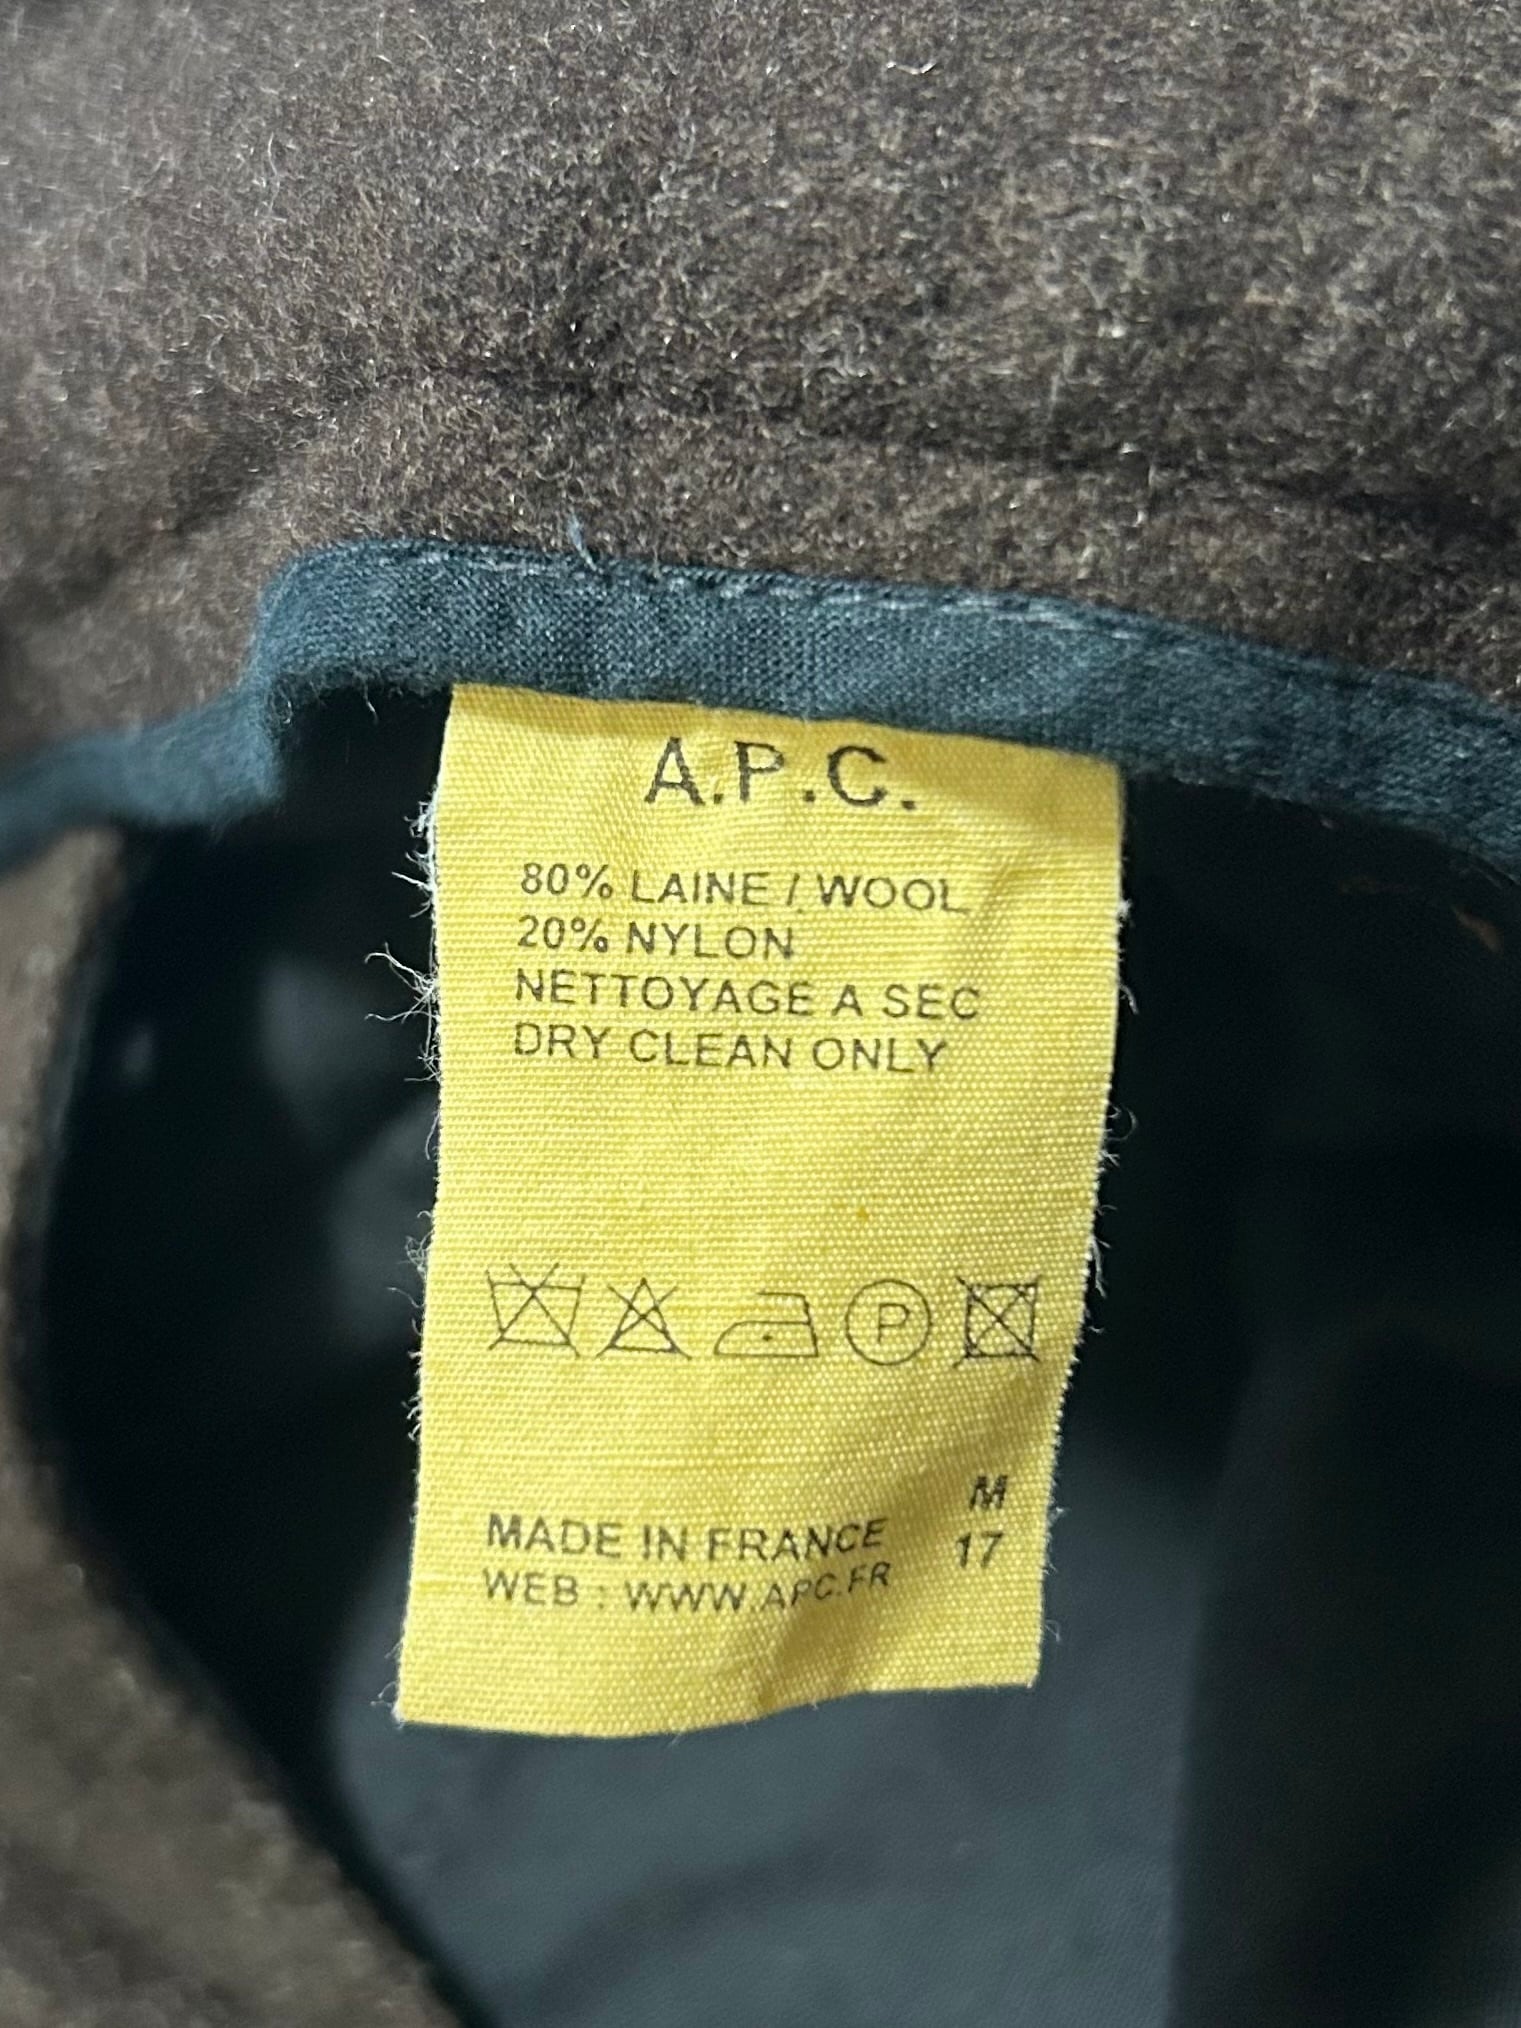 A.P.C.
80% LAINE / WOOL
20% NYLON
NETTOYAGE A SEC
DRY CLEAN ONLY
P
M
MADE IN FRANCE 17
WEB : WWW.APC.FR